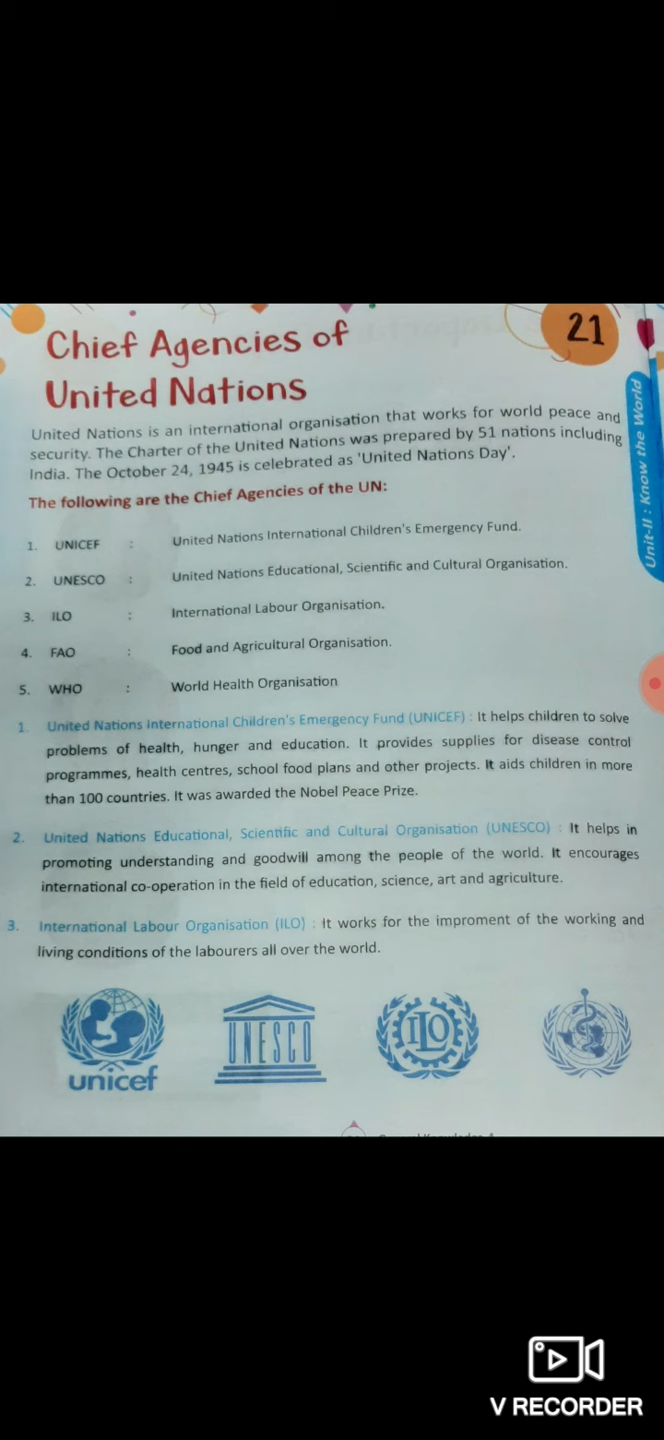 Chief Agencies of
21
United Nations
United Nations is an international organisation that works for world peace and
security. The Charter of the United Nations was prepared by 51 nations including
India. The October 24, 1945 is celebrated as 'United Nations Day'.
Unit-II : Know the World
The following are the Chief Agencies of the UN:
1. UNICEF : United Nations International Children's Emergency Fund.
2. UNESCO : United Nations Educational, Scientific and Cultural Organisation.
3. ILO : International Labour Organisation.
4. FAO : Food and Agricultural Organisation.
5. WHO : World Health Organisation
1. United Nations International Children's Emergency Fund (UNICEF) : It helps children to solve
problems of health, hunger and education. It provides supplies for disease control
programmes, health centres, school food plans and other projects. It aids children in more
than 100 countries. It was awarded the Nobel Peace Prize.
2. United Nations Educational, Scientific and Cultural Organisation (UNESCO) : It helps in
promoting understanding and goodwill among the people of the world. It encourages
international co-operation in the field of education, science, art and agriculture.
3. International Labour Organisation (ILO) : It works for the improment of the working and
living conditions of the labourers all over the world.
unicef
UNESCO
ILO
V RECORDER